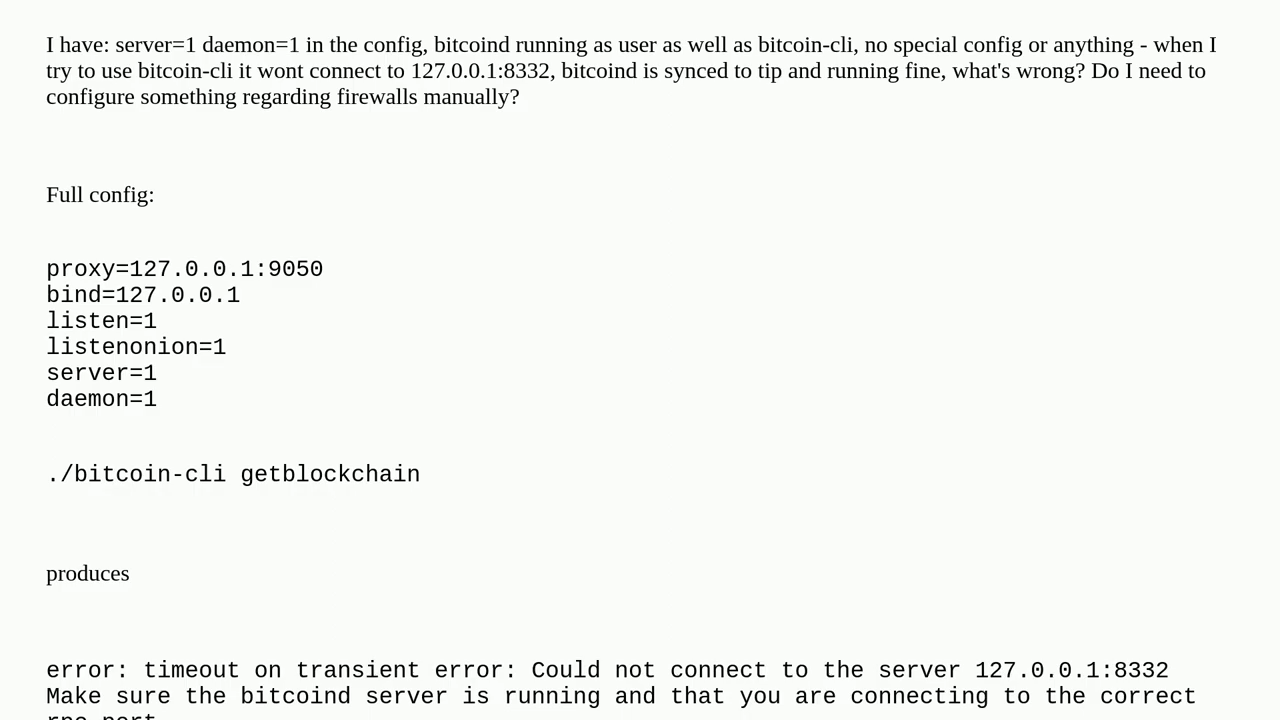 I have: server=1 daemon=1 in the config, bitcoind running as user as well as bitcoin-cli, no special config or anything - when I
try to use bitcoin-cli it wont connect to 127.0.0.1:8332, bitcoind is synced to tip and running fine, what's wrong? Do I need to
configure something regarding firewalls manually?
Full config:
proxy=127.0.0.1:9050
bind=127.0.0.1
listen=1
listenonion=1
server=1
daemon=1
./bitcoin-cli getblockchain
produces
error: timeout on transient error: Could not connect to the server 127.0.0.1:8332
Make sure the bitcoind server is running and that you are connecting to the correct
rpc port